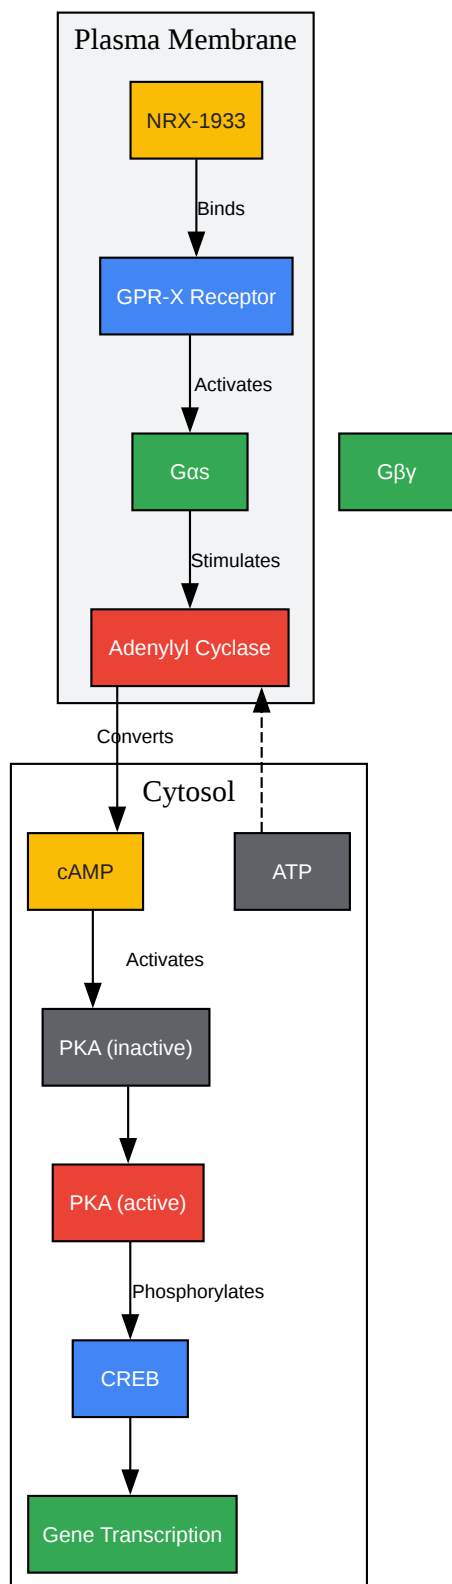 Plasma Membrane
NRX-1933
Binds
GPR-X Receptor
Activates
Gαs
Gβγ
Stimulates
Adenylyl Cyclase
Converts
Cytosol
cAMP
ATP
Activates
PKA (inactive)
PKA (active)
Phosphorylates
CREB
Gene Transcription